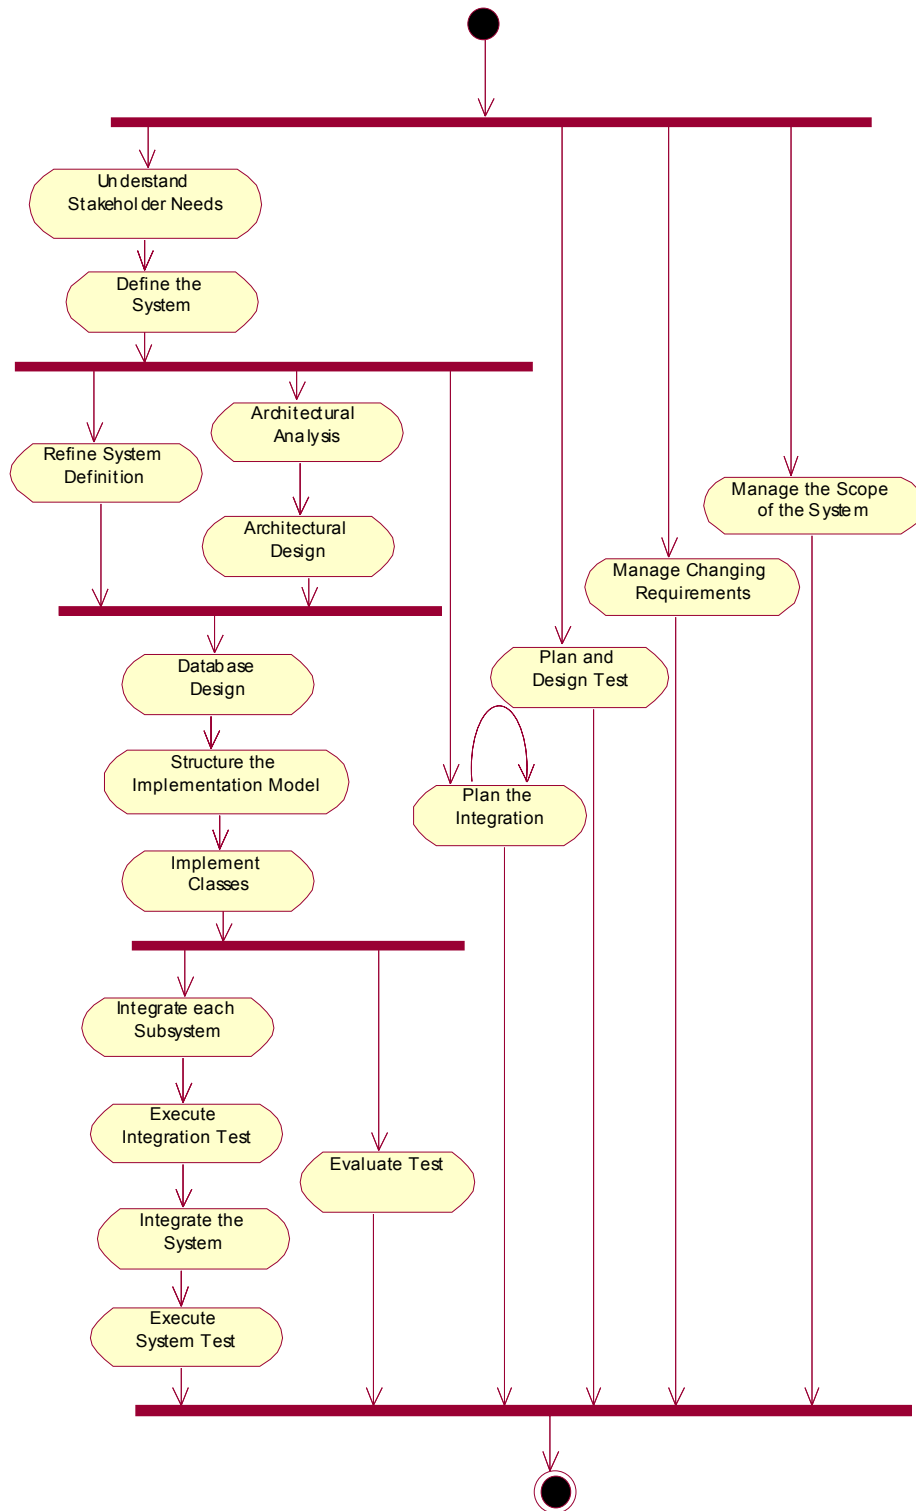 Understand
Stakeholder Needs
Define the
System
Architectural
Analysis
Refine System
Definition
Manage the Scope
of the System
Architectural
Design
Manage Changing
Requirements
Database
Design
Plan and
Design Test
Structure the
Implementation Model
Plan the
Integration
Implement
Classes
Integrate each
Subsystem
Execute
Integration Test
Evaluate Test
Integrate the
System
Execute
System Test